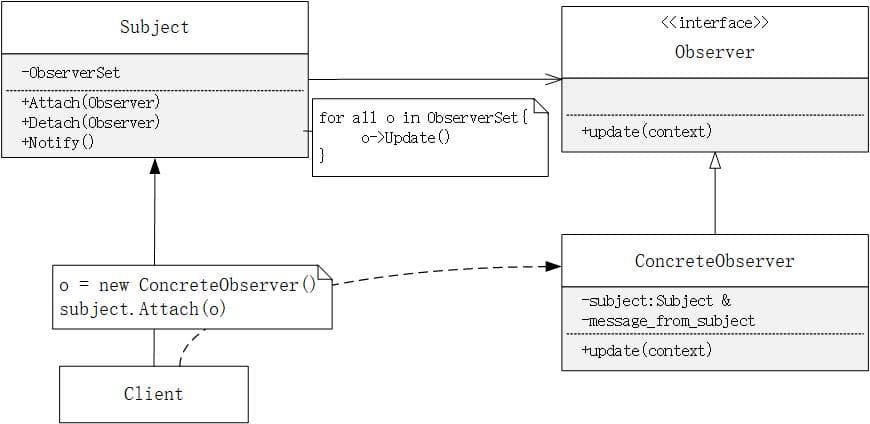 Subject
-ObserverSet
+Attach(Observer)
+Detach(Observer)
+Notify()
for all o in ObserverSet{
o->Update()
}
<<interface>>
Observer
+update(context)
ConcreteObserver
-subject:Subject &
-message_from_subject
+update(context)
o = new ConcreteObserver()
subject.Attach(o)
Client